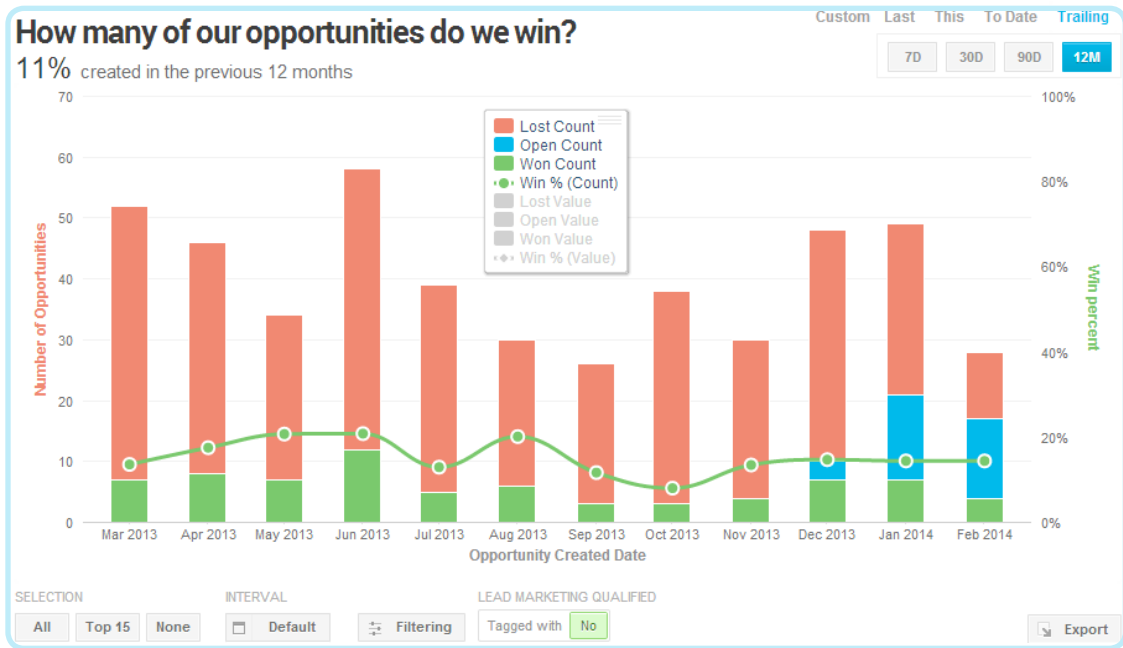 How many of our opportunities do we win?
Custom Last This To Date Trailing
11% created in the previous 12 months
7D 30D 90D 12M
70 100%
60
50
40
30
20
10
0
80%
60%
40%
20%
0%
Number of Opportunities
Win percent
Lost Count
Open Count
Won Count
Win % (Count)
Lost Value
Open Value
Won Value
Win % (Value)
Mar 2013 Apr 2013 May 2013 Jun 2013 Jul 2013 Aug 2013 Sep 2013 Oct 2013 Nov 2013 Dec 2013 Jan 2014 Feb 2014
Opportunity Created Date
SELECTION INTERVAL LEAD MARKETING QUALIFIED
All Top 15 None Default Filtering Tagged with No Export